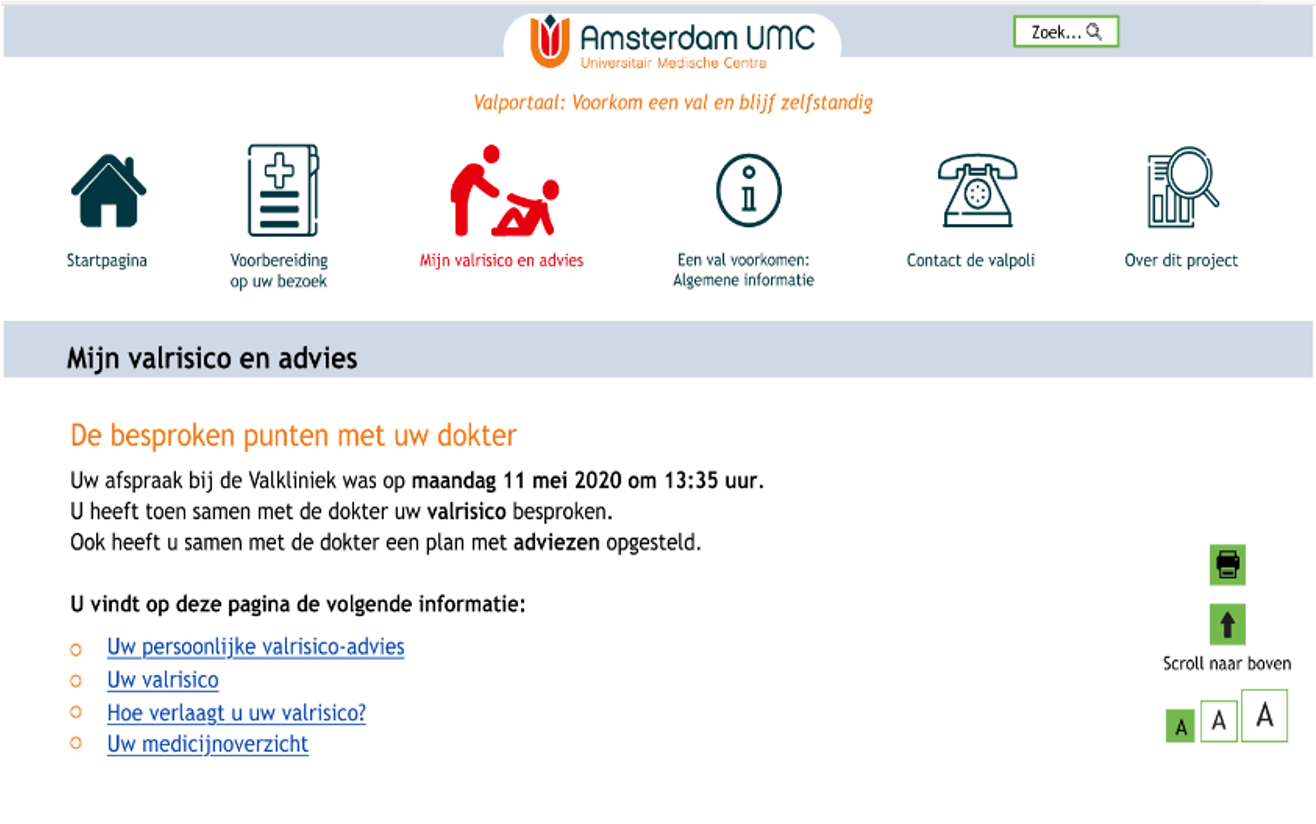 Amsterdam UMC
Universitair Medische Centra
Zoek...
Valportaal: Voorkom een val en blijf zelfstandig
Startpagina
Voorbereiding
op uw bezoek
Mijn valrisico en advies
Een val voorkomen:
Algemene informatie
Contact de valpoli
Over dit project
Mijn valrisico en advies
De besproken punten met uw dokter
Uw afspraak bij de Valkliniek was op maandag 11 mei 2020 om 13:35 uur.
U heeft toen samen met de dokter uw valrisico besproken.
Ook heeft u samen met de dokter een plan met adviezen opgesteld.
U vindt op deze pagina de volgende informatie:
Uw persoonlijke valrisico-advies
Uw valrisico
Hoe verlaagt u uw valrisico?
Uw medicijnoverzicht
Scroll naar boven
A A A